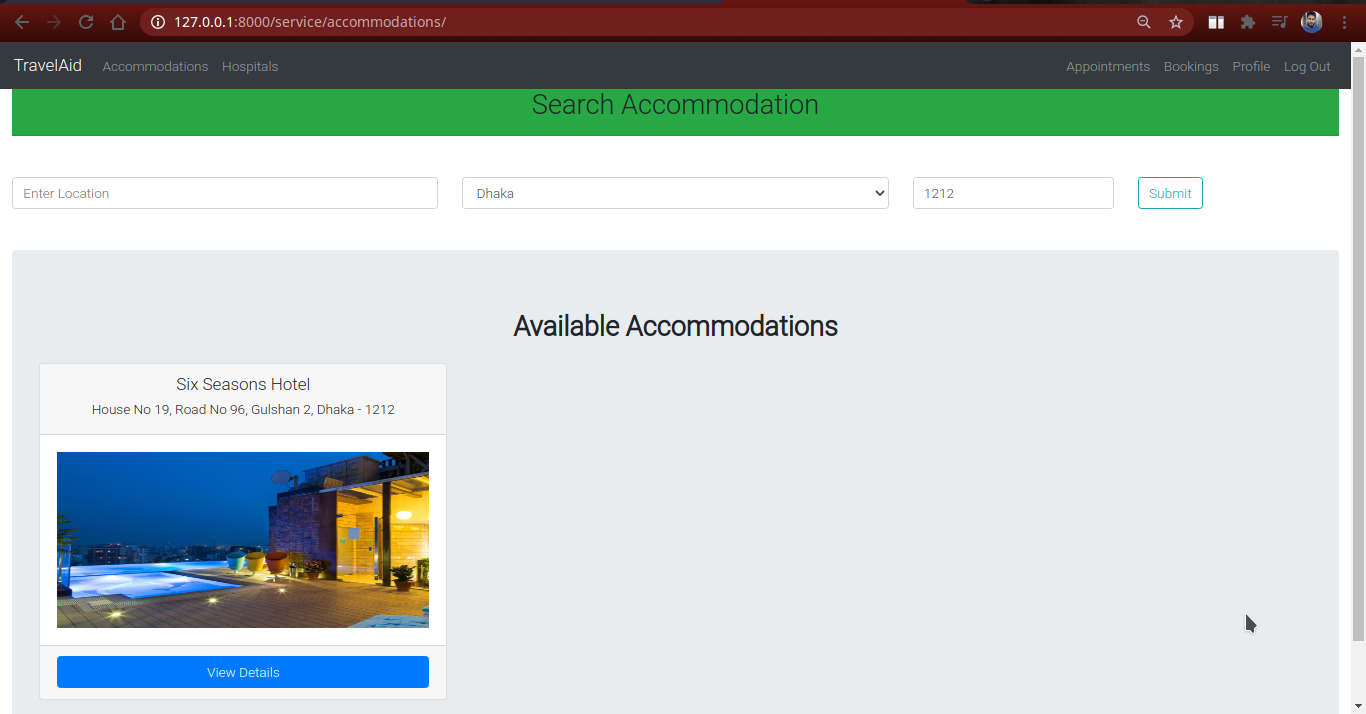 127.0.0.1:8000/service/accommodations/
TravelAid Accommodations Hospitals Appointments Bookings Profile Log Out
Search Accommodation
Enter Location Dhaka 1212 Submit
Available Accommodations
Six Seasons Hotel
House No 19, Road No 96, Gulshan 2, Dhaka - 1212
View Details